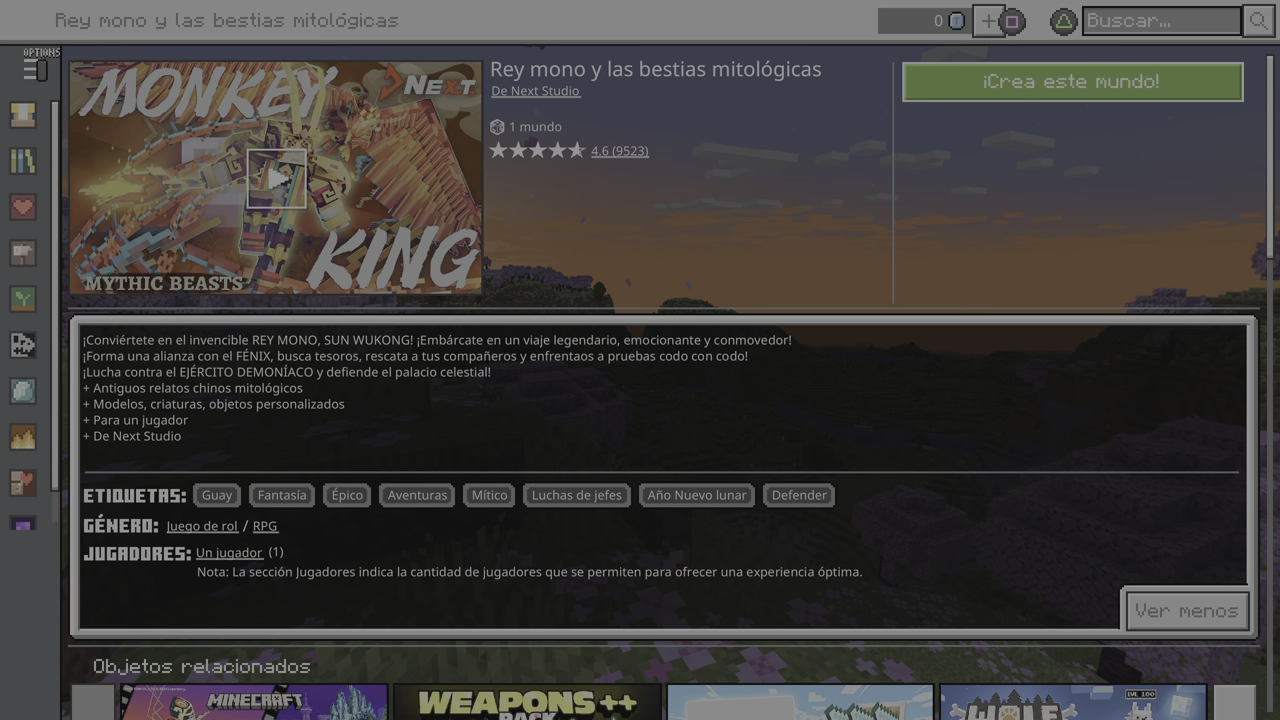 Rey mono y las bestias mitológicas
0
Buscar...
OPTIONS
MONKEY
NEXT
KING
MYTHIC BEASTS
Rey mono y las bestias mitológicas
De Next Studio
1 mundo
4.6 (9523)
¡Crea este mundo!
¡Conviértete en el invencible REY MONO, SUN WUKONG! ¡Embárcate en un viaje legendario, emocionante y conmovedor!
¡Forma una alianza con el FÉNIX, busca tesoros, rescata a tus compañeros y enfrentaos a pruebas codo con codo!
¡Lucha contra el EJÉRCITO DEMONÍACO y defiende el palacio celestial!
+ Antiguos relatos chinos mitológicos
+ Modelos, criaturas, objetos personalizados
+ Para un jugador
+ De Next Studio
ETIQUETAS: Guay Fantasía Épico Aventuras Mítico Luchas de jefes Año Nuevo lunar Defender
GÉNERO: Juego de rol / RPG
JUGADORES: Un jugador (1)
Nota: La sección Jugadores indica la cantidad de jugadores que se permiten para ofrecer una experiencia óptima.
Ver menos
Objetos relacionados
MINECRAFT
WEAPONS ++
PACK
WOLF
LVL 100